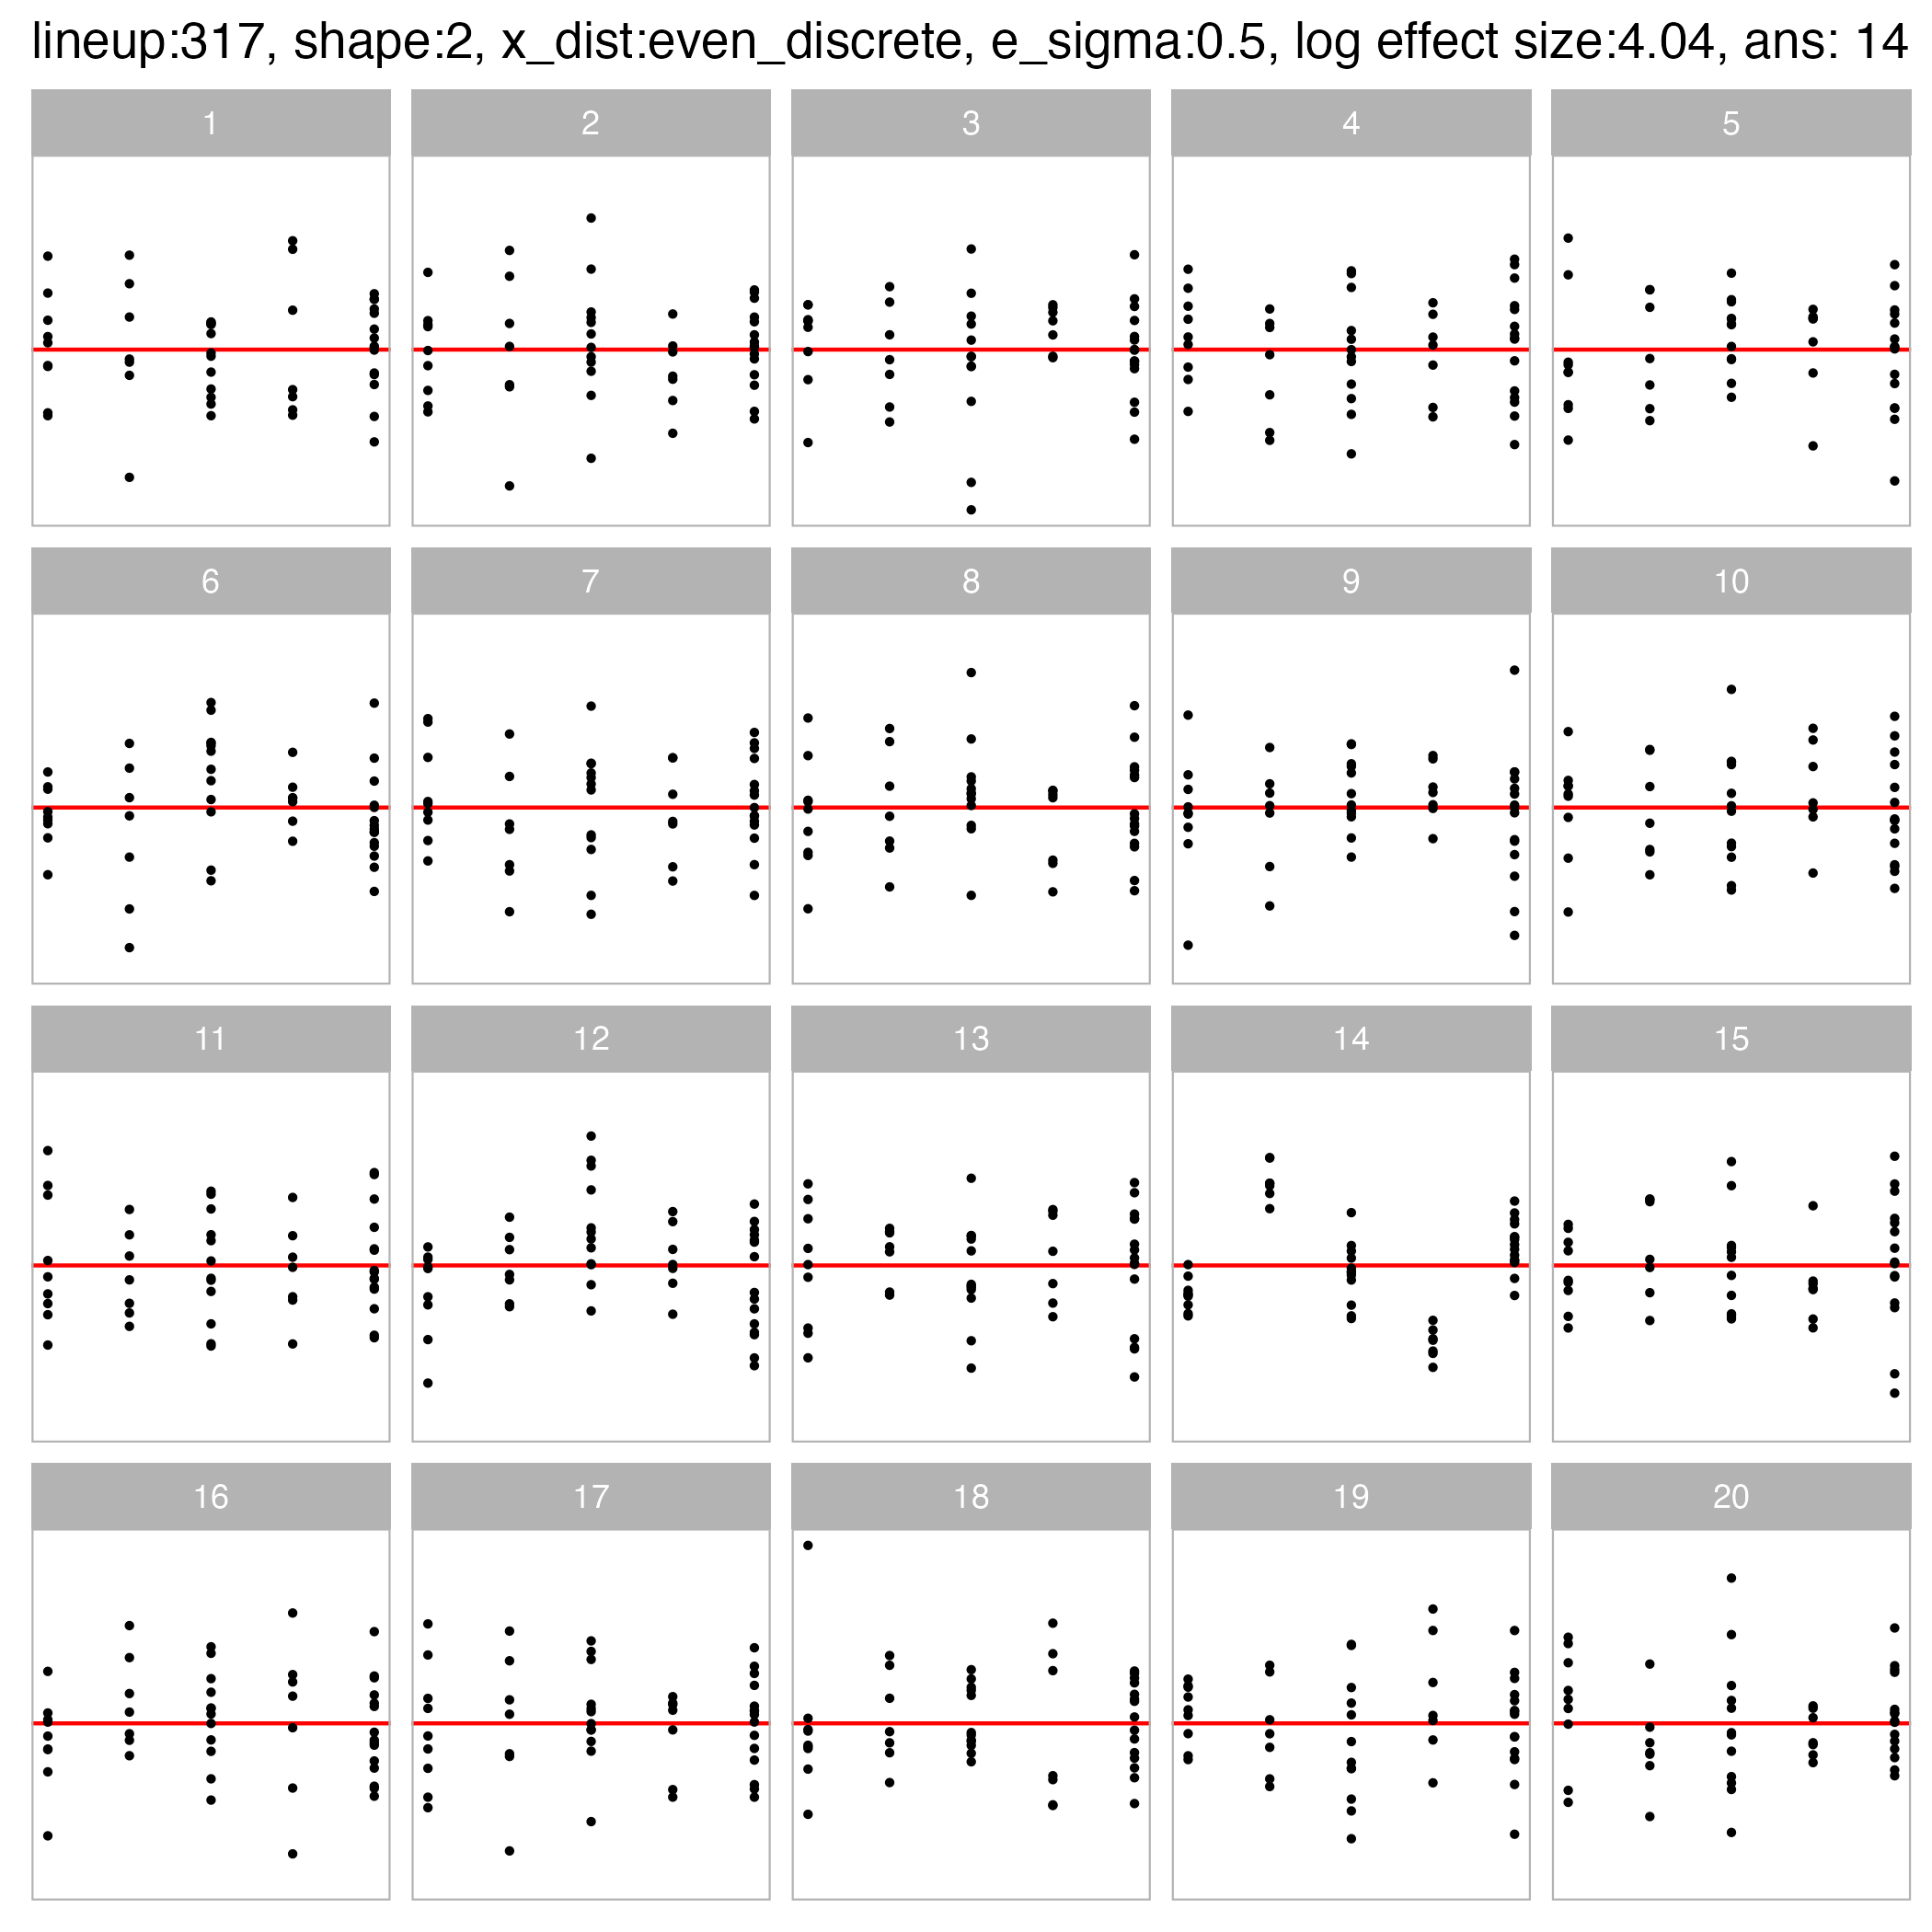 lineup:317, shape:2, x_dist:even_discrete, e_sigma:0.5, log effect size:4.04, ans: 14
1 2 3 4 5
6 7 8 9 10
11 12 13 14 15
16 17 18 19 20